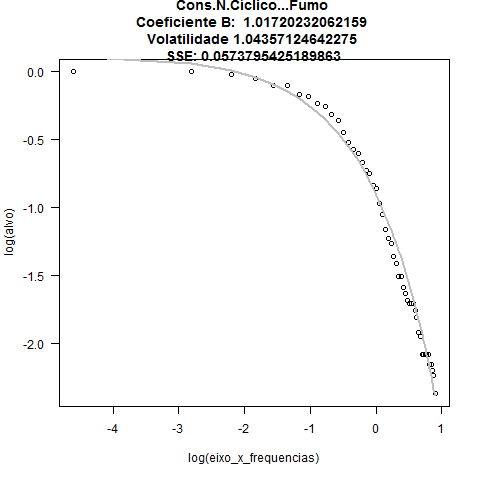 Cons.N.Ciclico...Fumo
Coeficiente B:  1.01720232062159
Volatilidade 1.04357124642275
SSE: 0.0573795425189863
0.0
-0.5
-1.0
-1.5
-2.0
log(alvo)
-4
-3
-2
-1
0
1
log(eixo_x_frequencias)